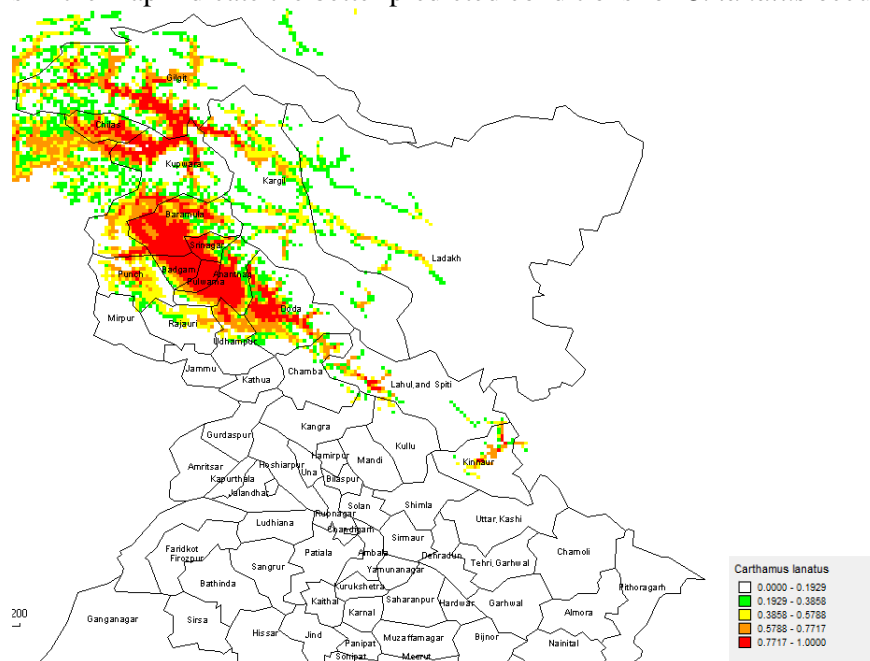 Gilgit
Chilas
Kupwara
Kargil
Baramula
Srinagar
Ladakh
Badgam
Punch
Pulwama
Doda
Mirpur
Rajauri
Udhampur
Jammu
Chamba
Kathua
Lahul,and Spiti
Kangra
Gurdaspur
Kullu
Hamirpur
Mandi
Kinnaur
Amritsar
Hoshiarpur
Una
Kapurthala
Bilaspur
Jalandhar
Solan
Shimla
Rupnagar
Uttar, Kashi
Ludhiana
Chandigarh
Sirmaur
Faridkot
Patiala
Ambala
Dehradun
Chamoli
Firozpur
Sangrur
Yamunanagar
Tehri, Garhwal
Carthamus lanatus
Bathinda
Kurukshetra
Pithoragarh
0.0000 - 0.1929
Kaithal
Saharanpur
Hardwar
Garhwal
0.1929 - 0.3858
200
Karnal
Almora
0.3858 - 0.5788
Ganganagar
Sirsa
Hissar
Jind
Muzaffarnagar
Bijnor
0.5788 - 0.7717
Panipat
Nainital
0.7717 - 1.0000
Sonipat
Meerut